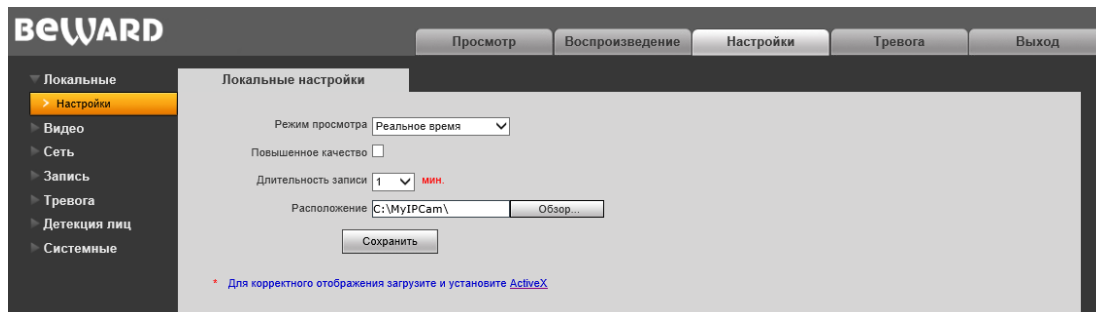 BEWARD
Просмотр Воспроизведение Настройки Тревога Выход
Локальные
Настройки
Видео
Сеть
Запись
Тревога
Детекция лиц
Системные
Локальные настройки
Режим просмотра Реальное время
Повышенное качество
Длительность записи 1 мин.
Расположение C:\MyIPCam\ Обзор...
Сохранить
* Для корректного отображения загрузите и установите ActiveX